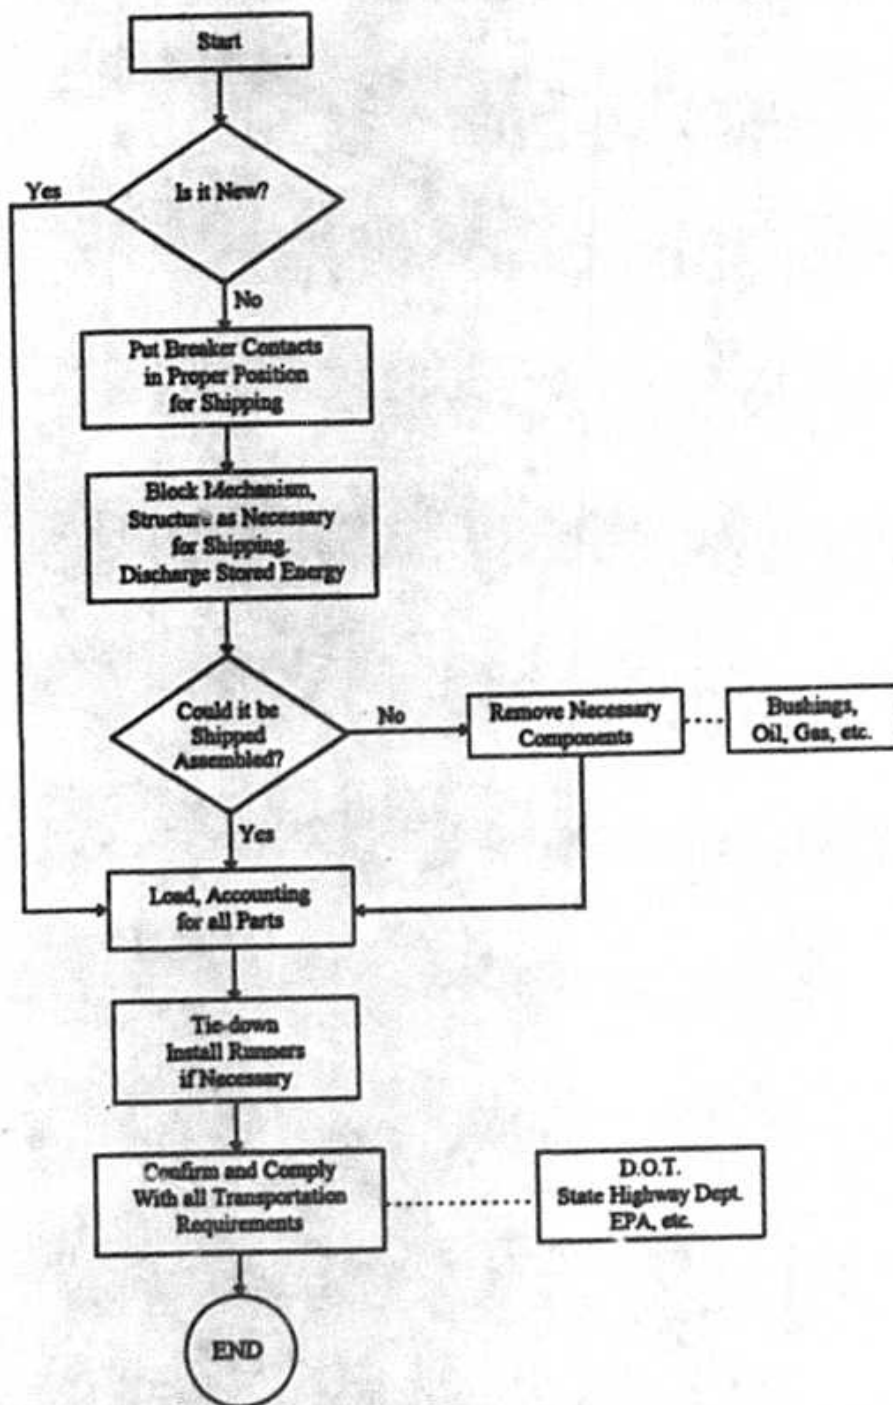 Start
Is it New?
Yes
No
Put Breaker Contacts
in Proper Position
for Shipping
Block Mechanism,
Structure as Necessary
for Shipping.
Discharge Stored Energy
Could it be
Shipped
Assembled?
No
Remove Necessary
Components
Bushings,
Oil, Gas, etc.
Yes
Load, Accounting
for all Parts
Tie-down
Install Runners
if Necessary
Confirm and Comply
With all Transportation
Requirements
D.O.T.
State Highway Dept.
EPA, etc.
END